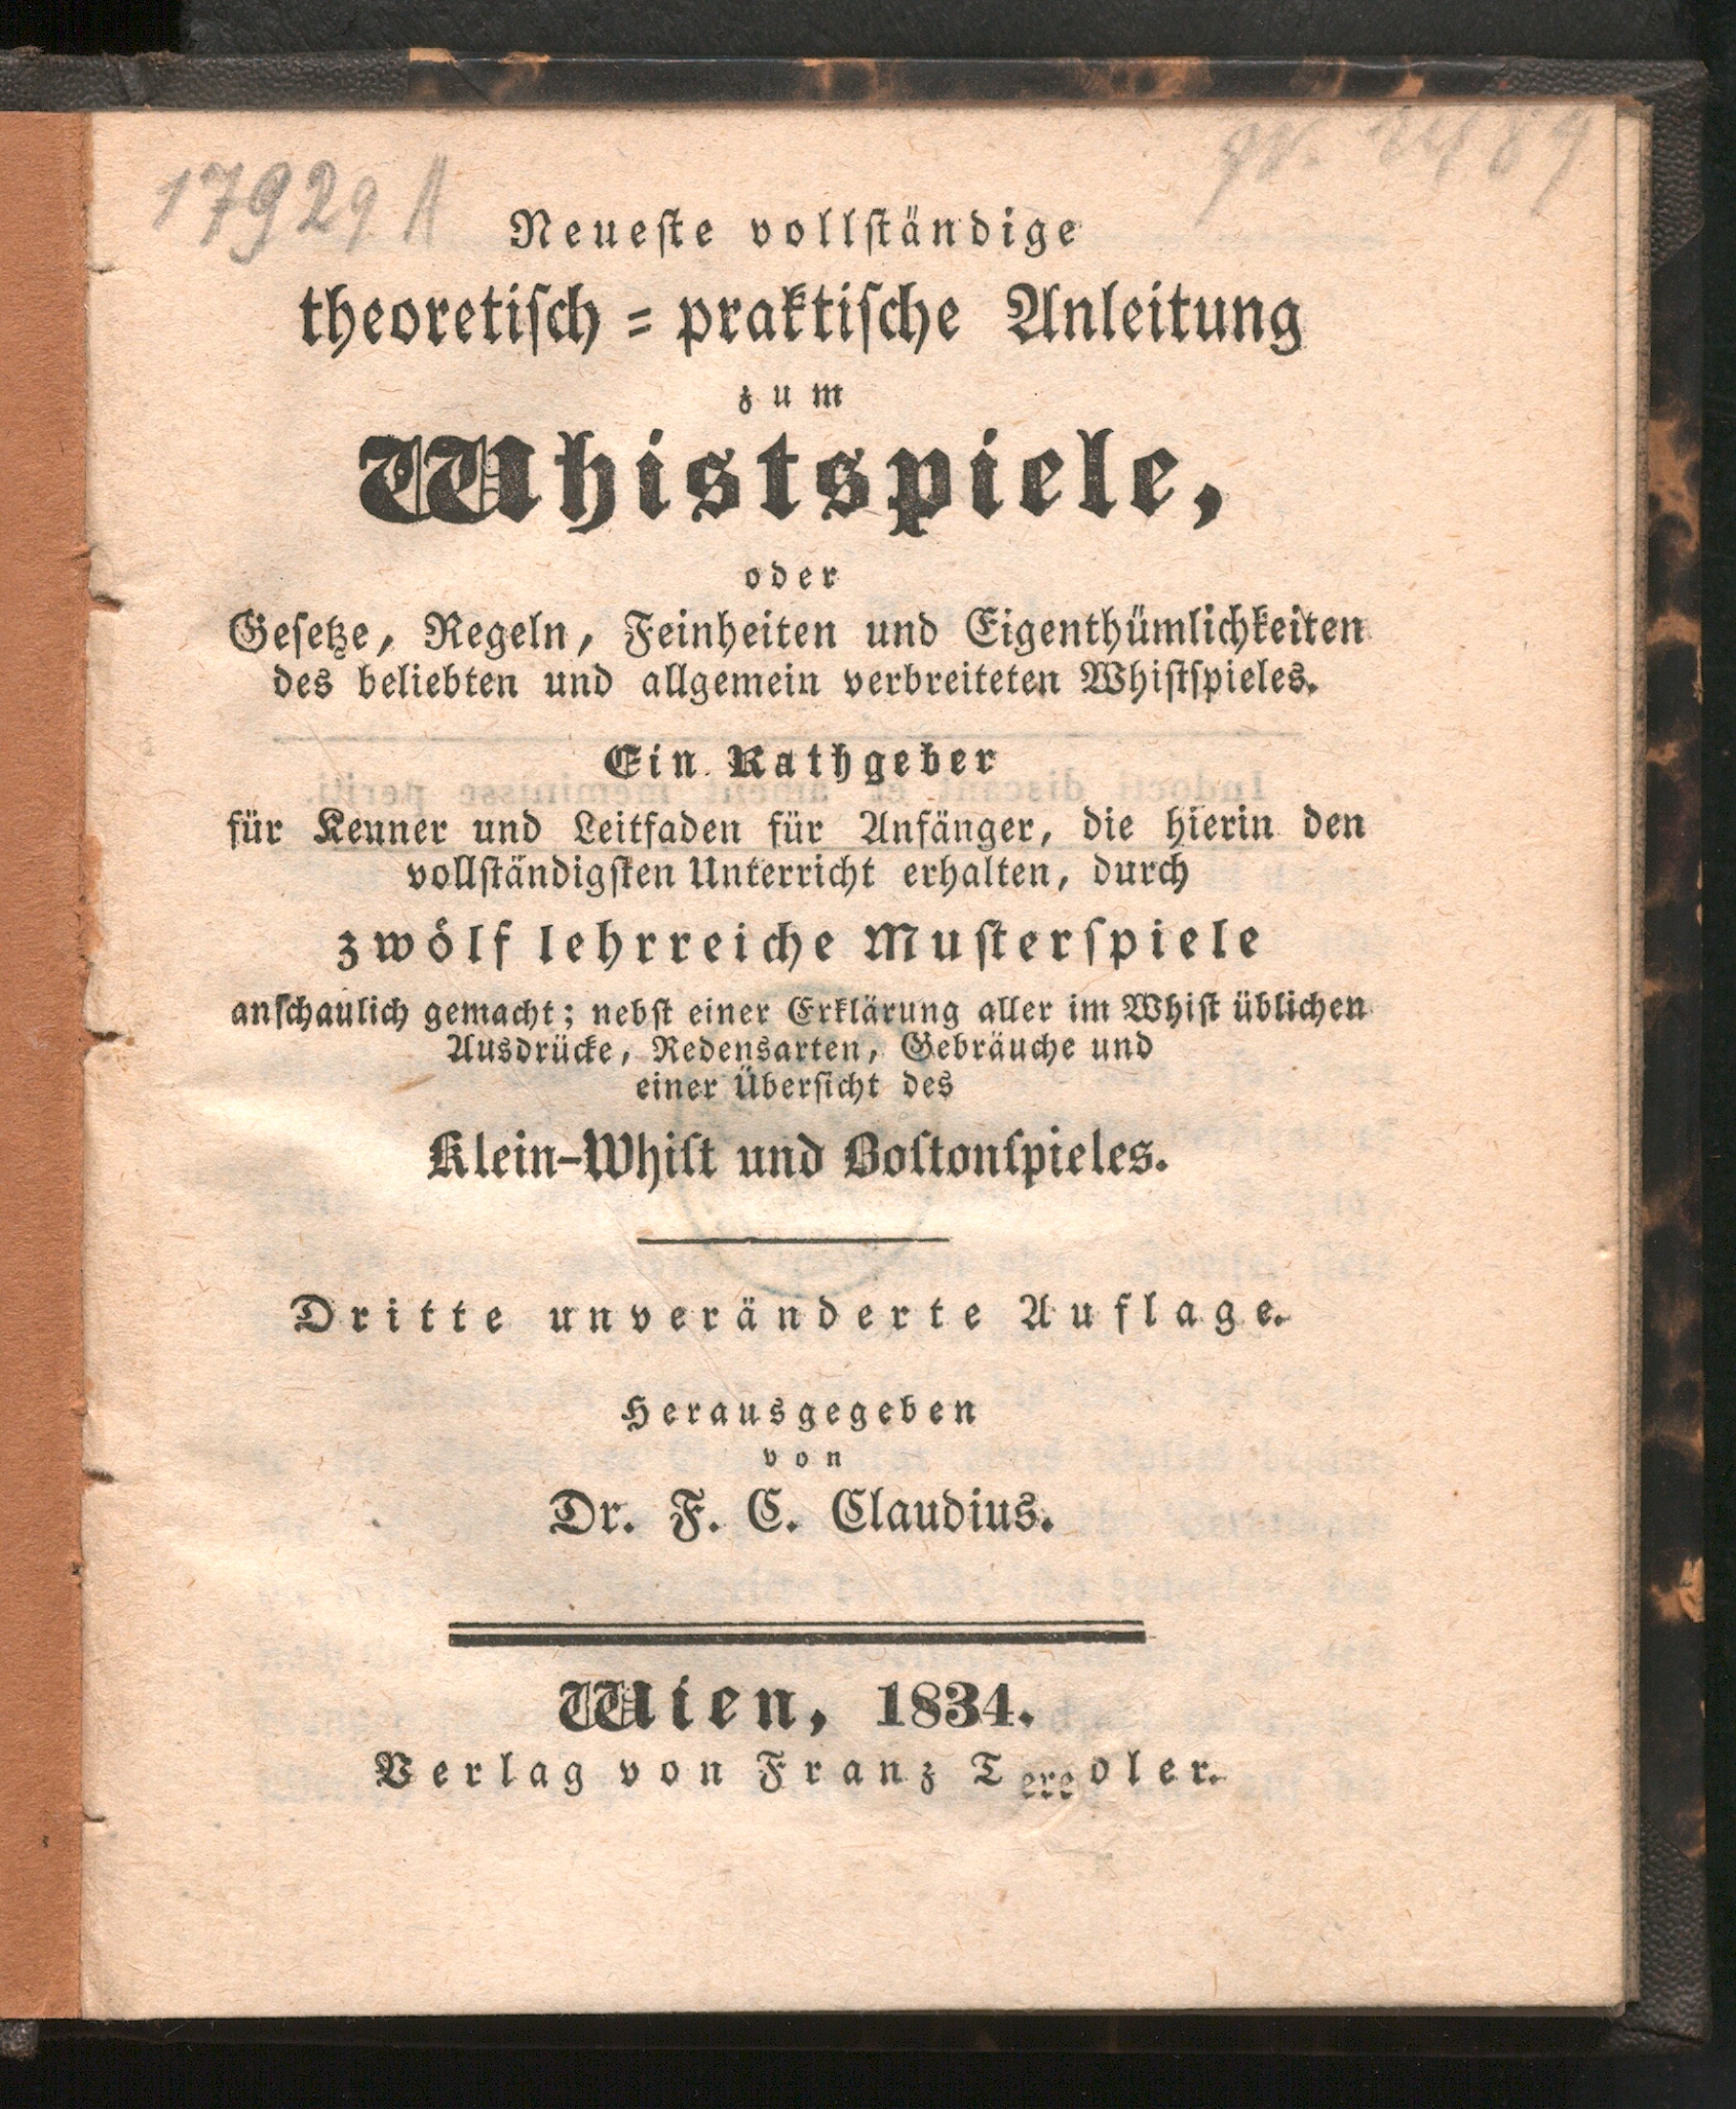 17929 A
Neueste vollständige
theoretisch = praktische Anleitung
zum
Whistspiele,
oder
Gesetze, Regeln, Feinheiten und Eigenthümlichkeiten
des beliebten und allgemein verbreiteten Whistspieles.
Ein Rathgeber
für Kenner und Leitfaden für Anfänger, die hierin den
vollständigsten Unterricht erhalten, durch
zwölf lehrreiche Musterspiele
anschaulich gemacht; nebst einer Erklärung aller im Whist üblichen
Ausdrücke, Redensarten, Gebräuche und
einer Übersicht des
Klein-Whist und Bostonspieles.
Dritte unveränderte Auflage.
Herausgegeben
von
Dr. F. C. Claudius.
Wien, 1834.
Verlag von Franz